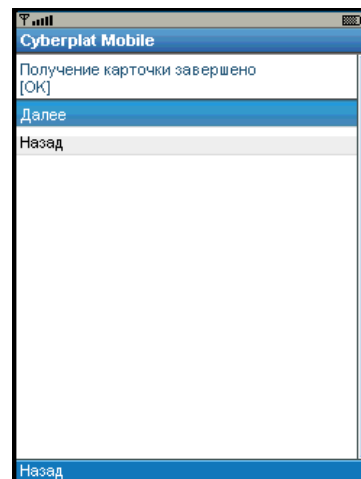 Cyberplat Mobile
Получение карточки завершено
[OK]
Далее
Назад
Назад